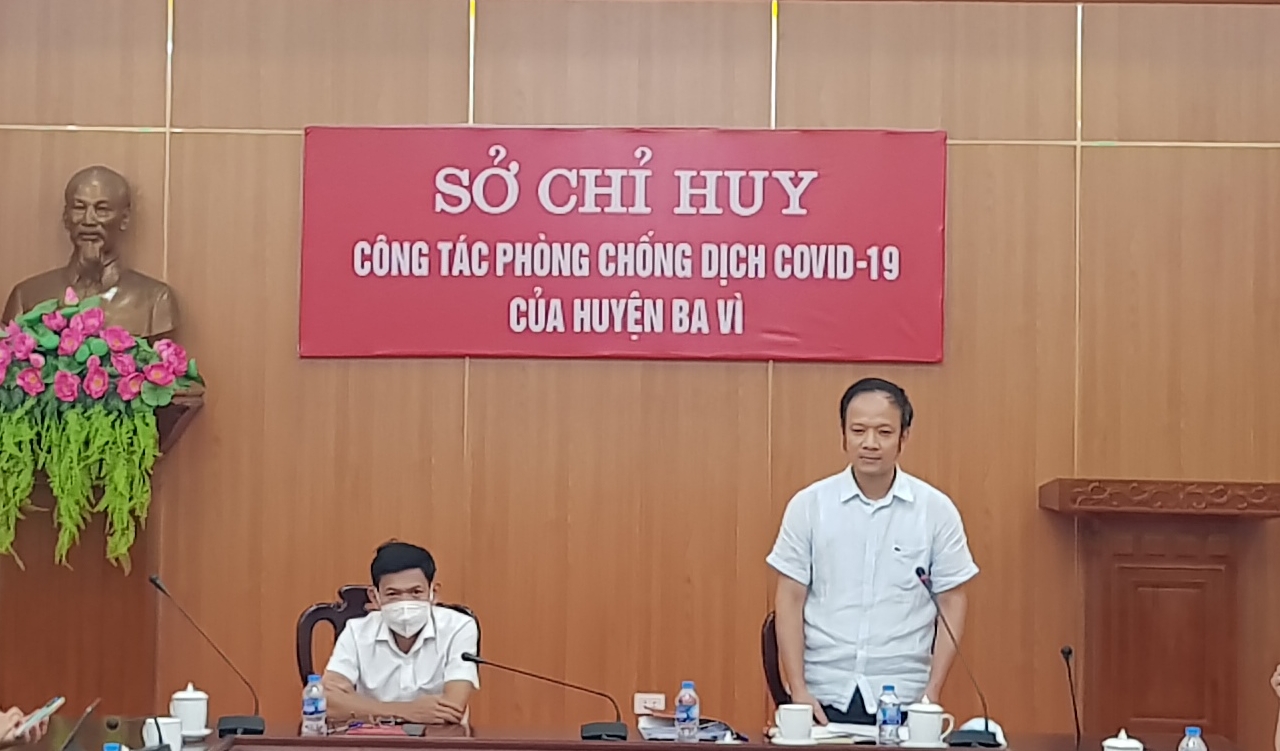 SỞ CHỈ HUY
CÔNG TÁC PHÒNG CHỐNG DỊCH COVID-19
CỦA HUYỆN BA VÌ